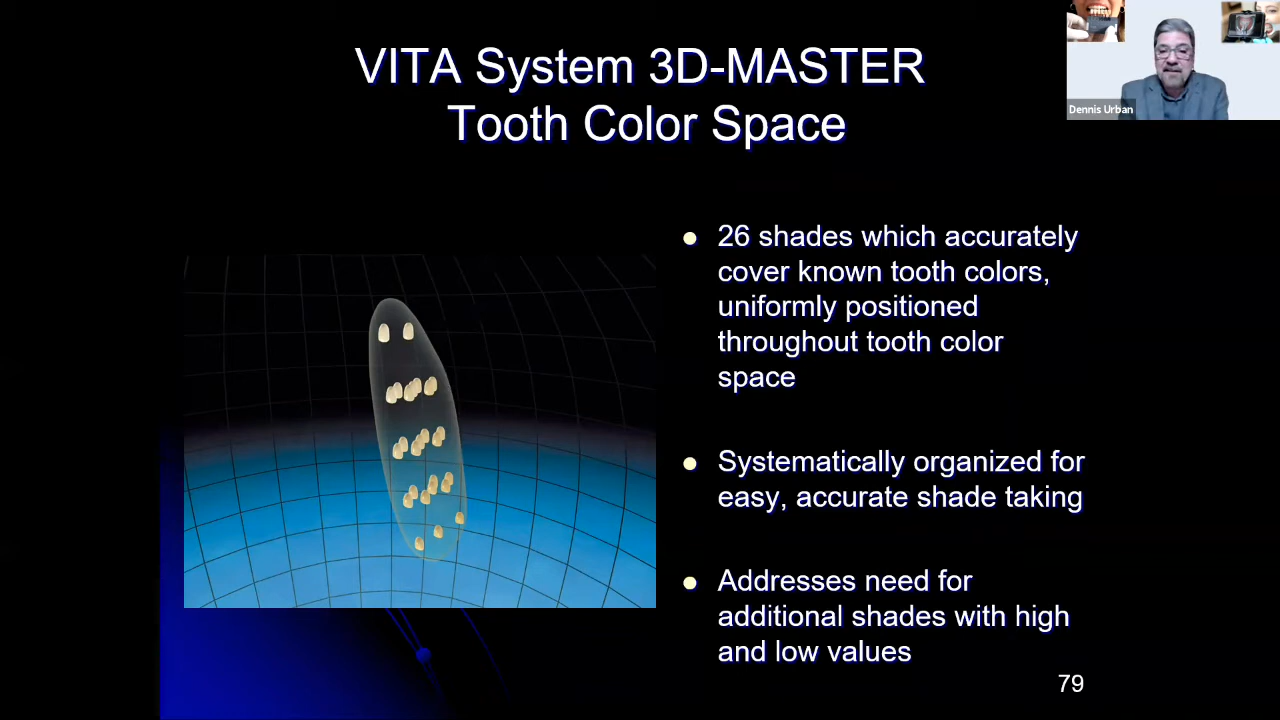 VITA System 3D-MASTER
Tooth Color Space
Dennis Urban
● 26 shades which accurately
cover known tooth colors,
uniformly positioned
throughout tooth color
space
● Systematically organized for
easy, accurate shade taking
● Addresses need for
additional shades with high
and low values
79